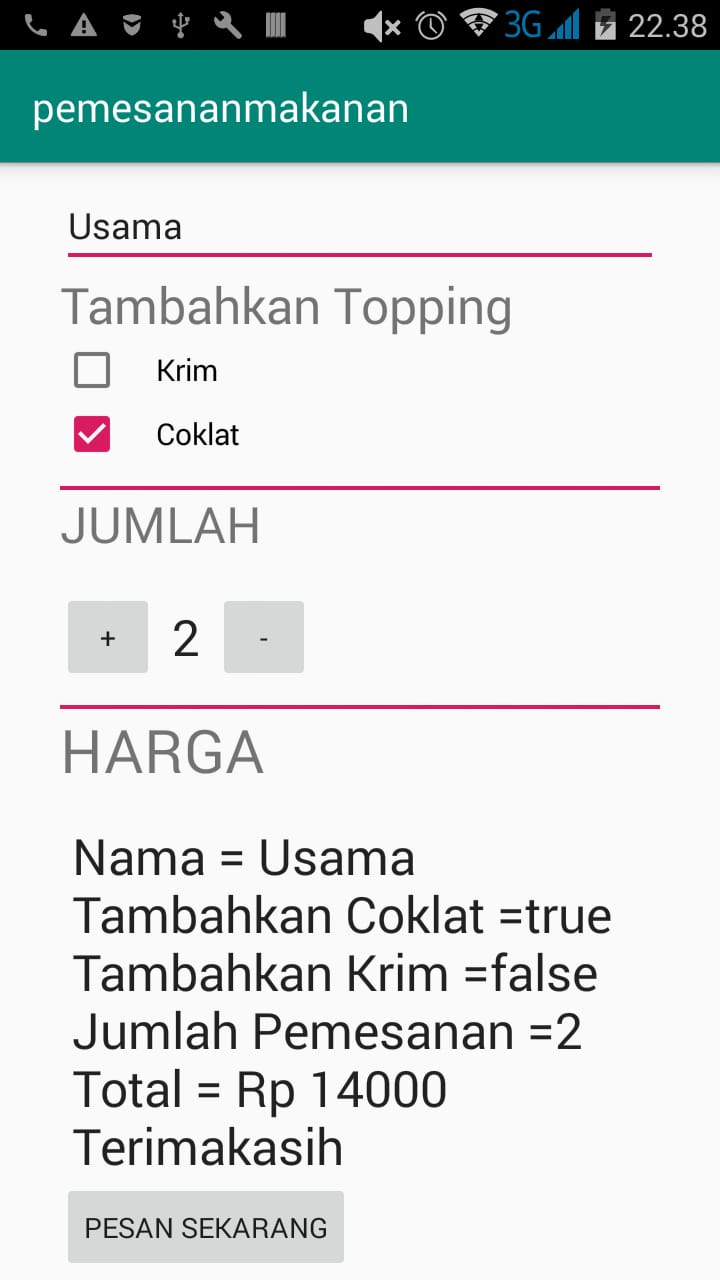 3G 22.38
pemesananmakanan
Usama
Tambahkan Topping
Krim
Coklat
JUMLAH
+ 2 -
HARGA
Nama = Usama
Tambahkan Coklat =true
Tambahkan Krim =false
Jumlah Pemesanan =2
Total = Rp 14000
Terimakasih
PESAN SEKARANG